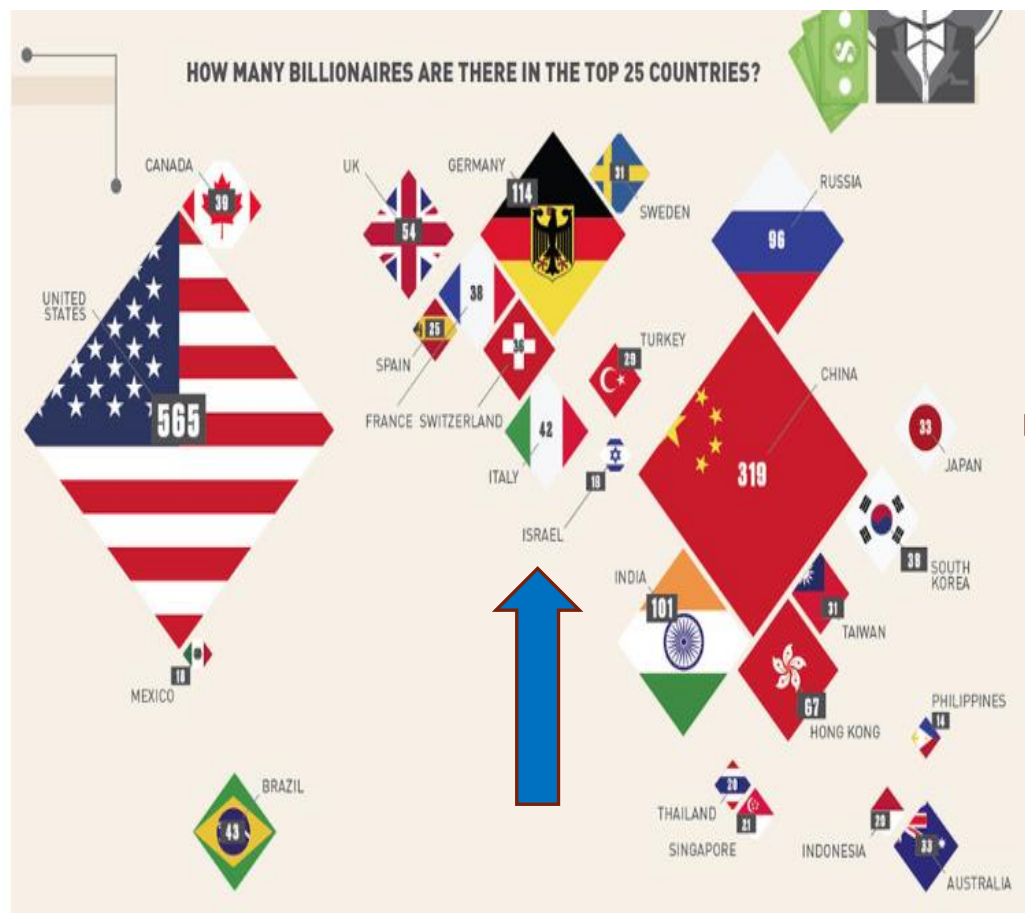 HOW MANY BILLIONAIRES ARE THERE IN THE TOP 25 COUNTRIES?
CANADA
39
UNITED
STATES
565
MEXICO
BRAZIL
43
UK
54
GERMANY
114
31
SWEDEN
38
25
SPAIN
FRANCE
SWITZERLAND
36
42
ITALY
TURKEY
29
ISRAEL
RUSSIA
96
CHINA
319
33
JAPAN
38
SOUTH
KOREA
INDIA
101
31
TAIWAN
67
HONG KONG
PHILIPPINES
14
THAILAND
20
21
SINGAPORE
INDONESIA
33
AUSTRALIA